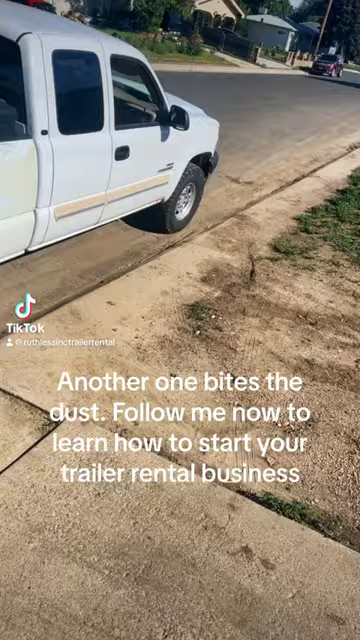 TikTok
@ruthlessinctrailerrental
Another one bites the
dust. Follow me now to
learn how to start your
trailer rental business